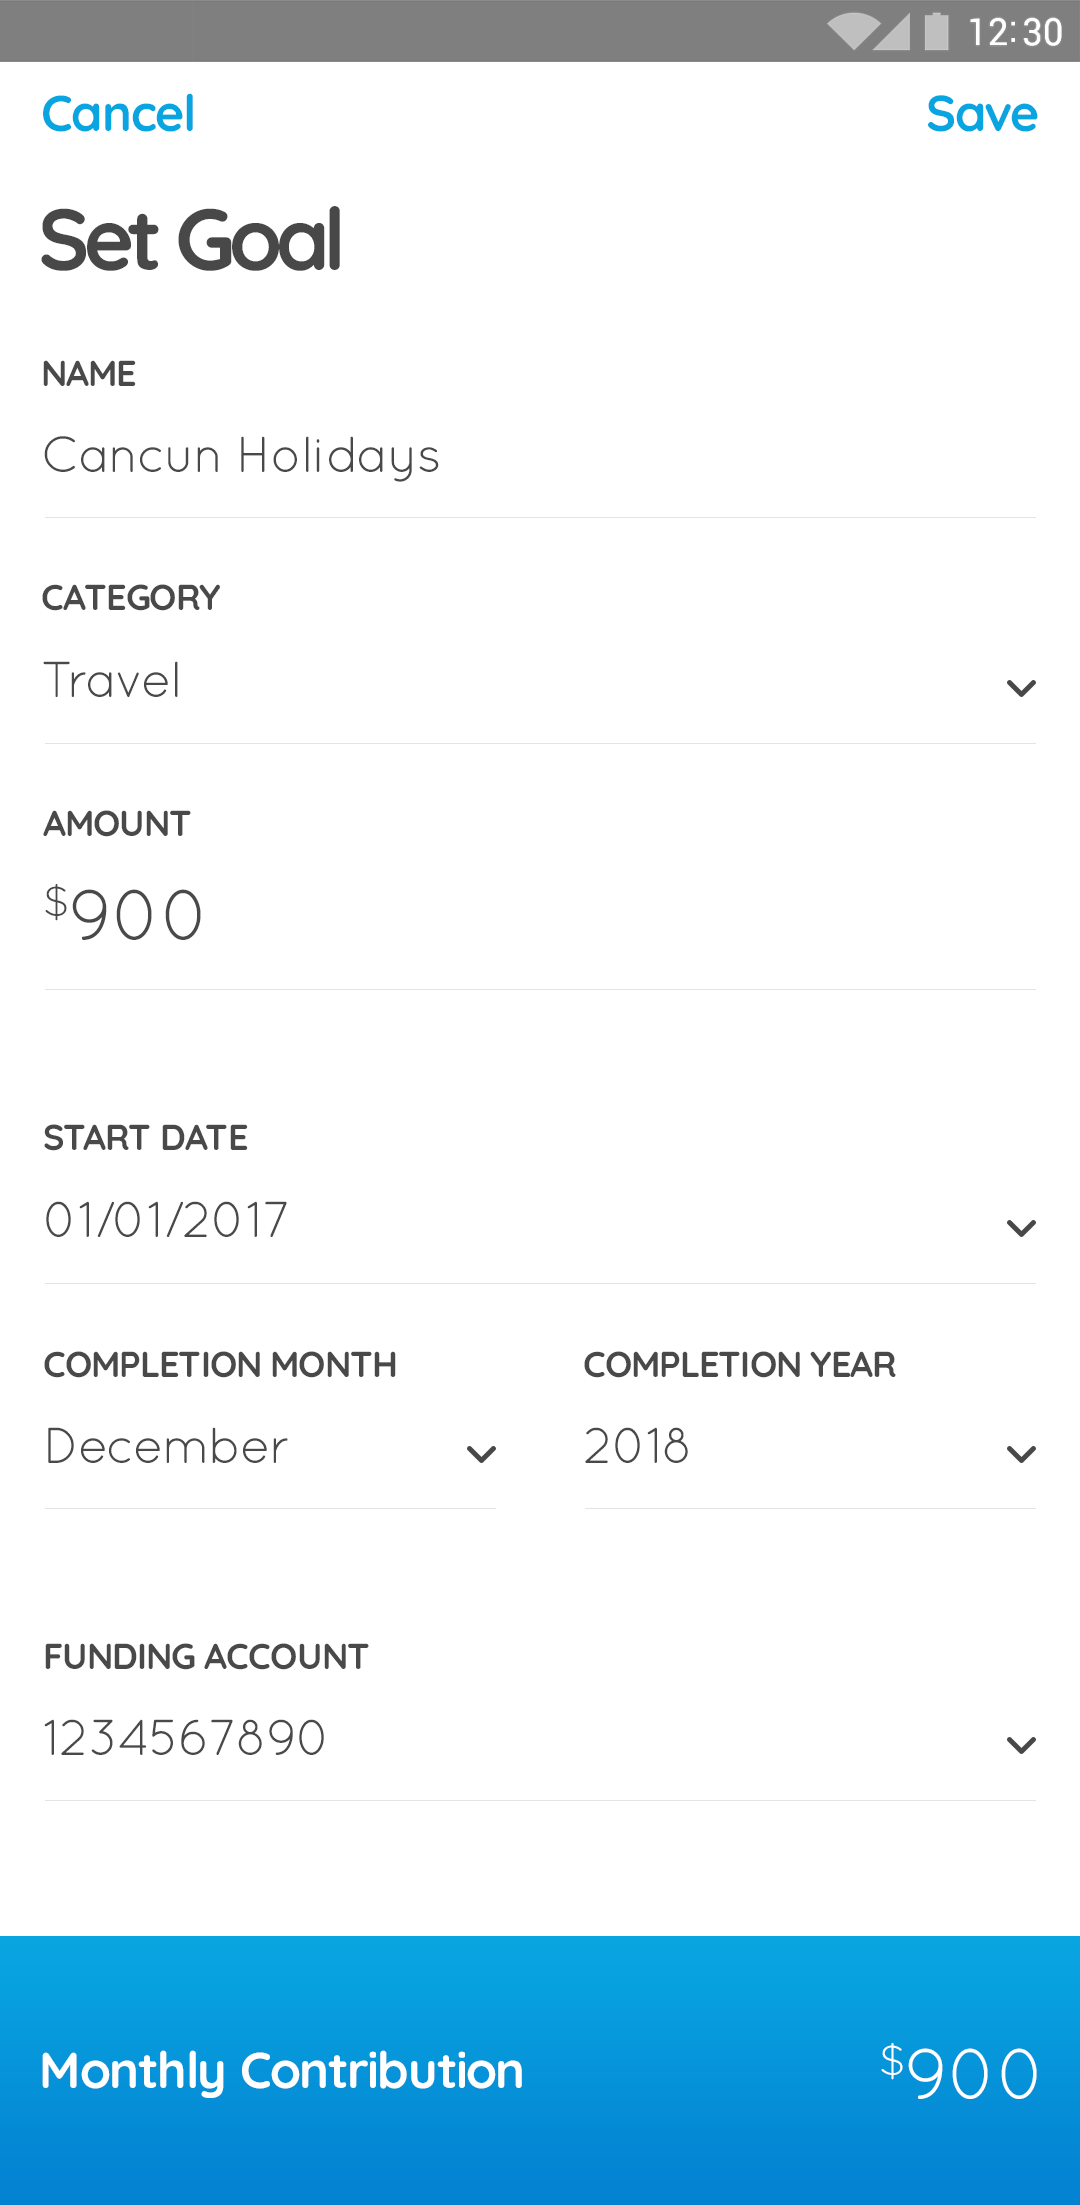 12:30
Cancel Save
Set Goal
NAME
Cancun Holidays
CATEGORY
Travel
AMOUNT
$900
START DATE
01/01/2017
COMPLETION MONTH COMPLETION YEAR
December 2018
FUNDING ACCOUNT
1234567890
Monthly Contribution $900